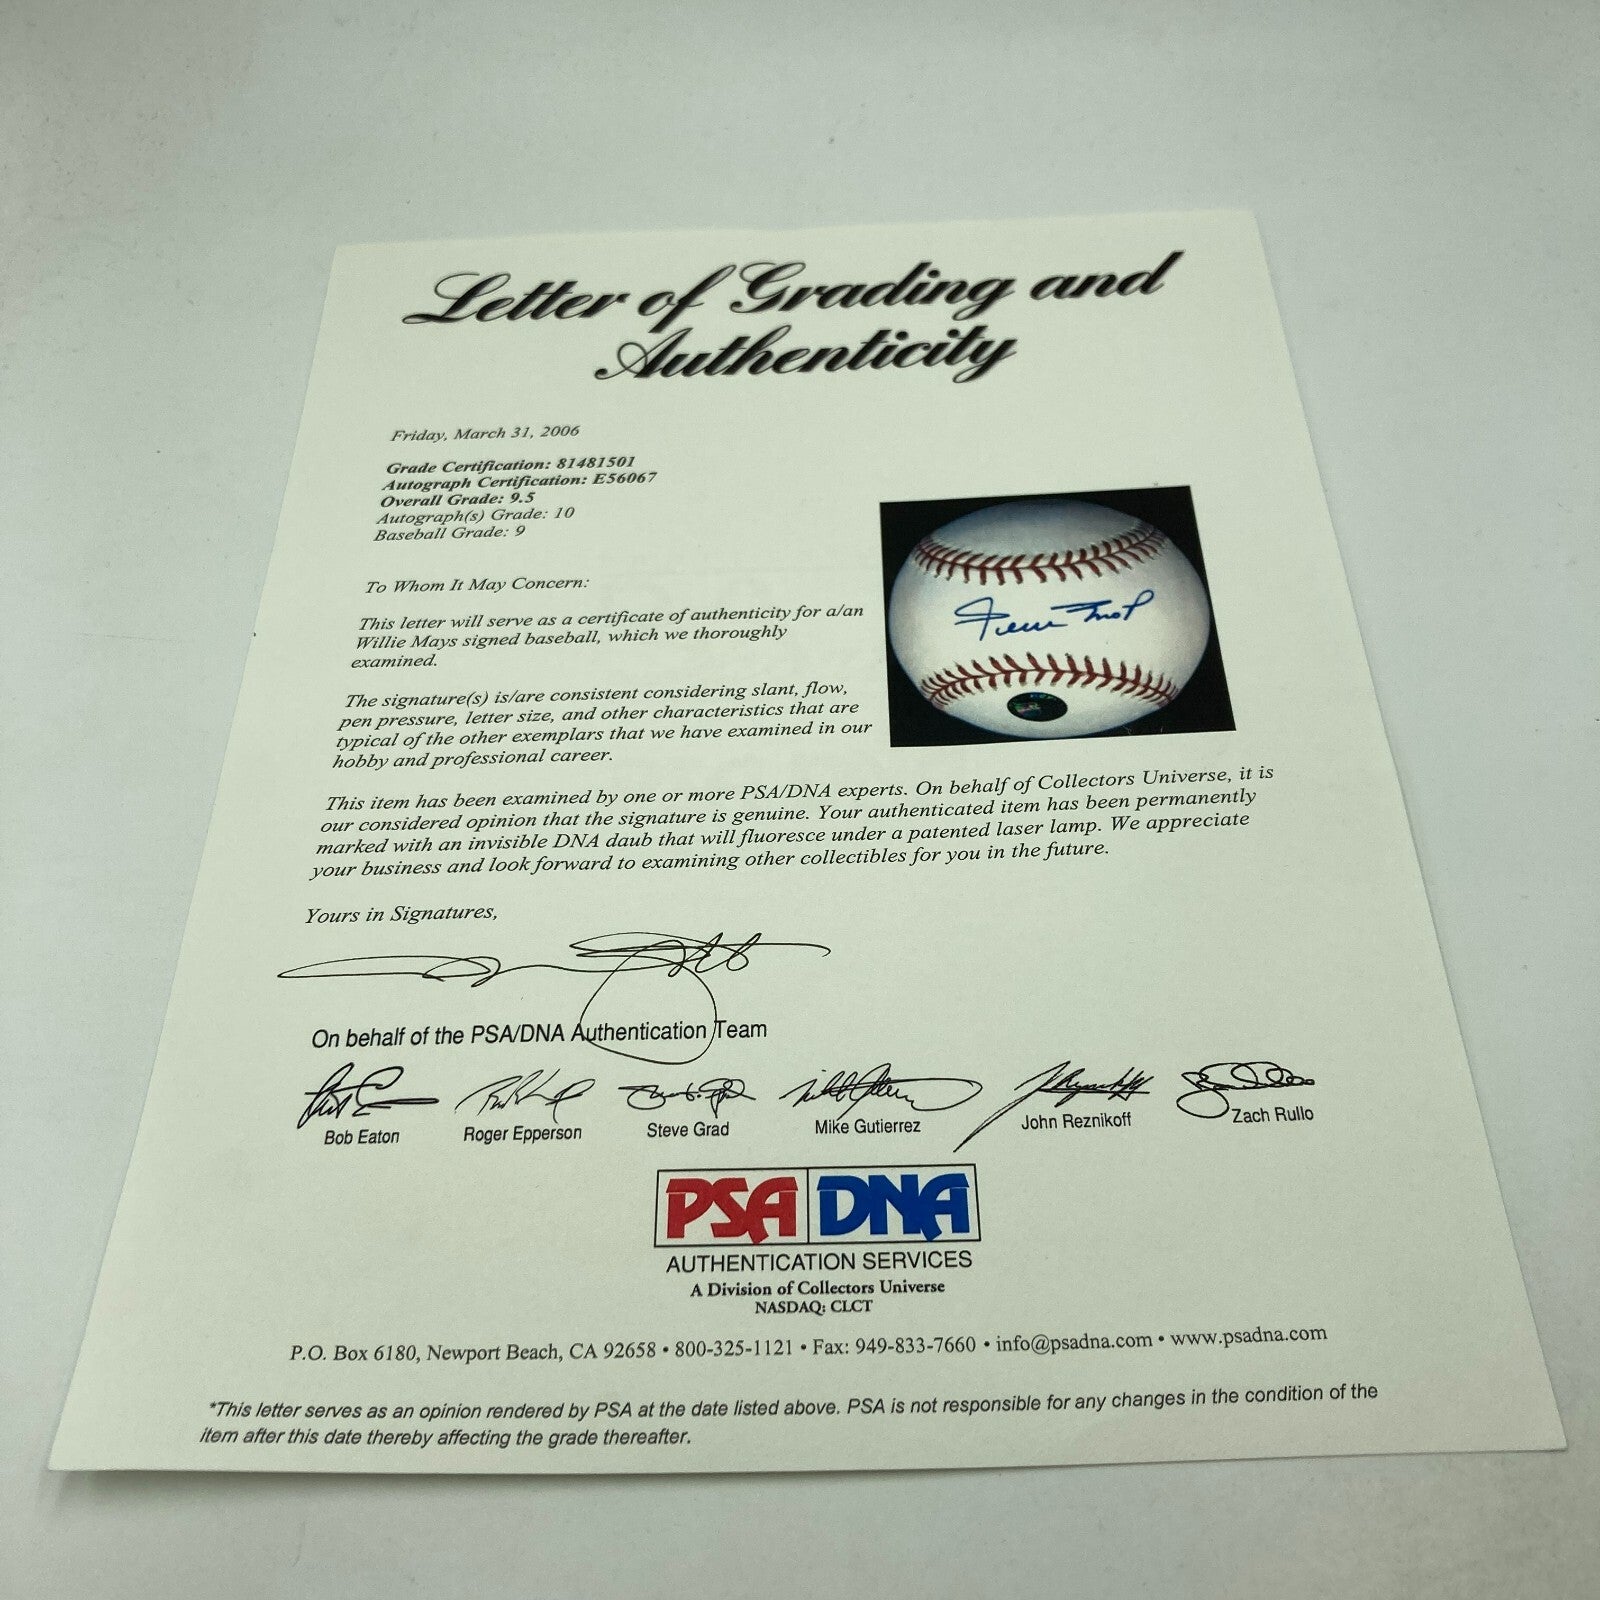 Letter of Grading and
Authenticity
Friday, March 31, 2006
Grade Certification: 81481501
Autograph Certification: E56067
Overall Grade: 9.5
Autograph(s) Grade: 10
Baseball Grade: 9
To Whom It May Concern:
This letter will serve as a certificate of authenticity for a/an
Willie Mays signed baseball, which we thoroughly
examined.
The signature(s) is/are consistent considering slant, flow,
pen pressure, letter size, and other characteristics that are
typical of the other exemplars that we have examined in our
hobby and professional career.
This item has been examined by one or more PSA/DNA experts. On behalf of Collectors Universe, it is
our considered opinion that the signature is genuine. Your authenticated item has been permanently
marked with an invisible DNA daub that will fluoresce under a patented laser lamp. We appreciate
your business and look forward to examining other collectibles for you in the future.
Yours in Signatures,
On behalf of the PSA/DNA Authentication Team
Bob Eaton Roger Epperson Steve Grad Mike Gutierrez John Reznikoff Zach Rullo
PSA DNA
AUTHENTICATION SERVICES
A Division of Collectors Universe
NASDAQ: CLCT
P.O. Box 6180, Newport Beach, CA 92658 • 800-325-1121 • Fax: 949-833-7660 • info@psadna.com • www.psadna.com
*This letter serves as an opinion rendered by PSA at the date listed above. PSA is not responsible for any changes in the condition of the
item after this date thereby affecting the grade thereafter.